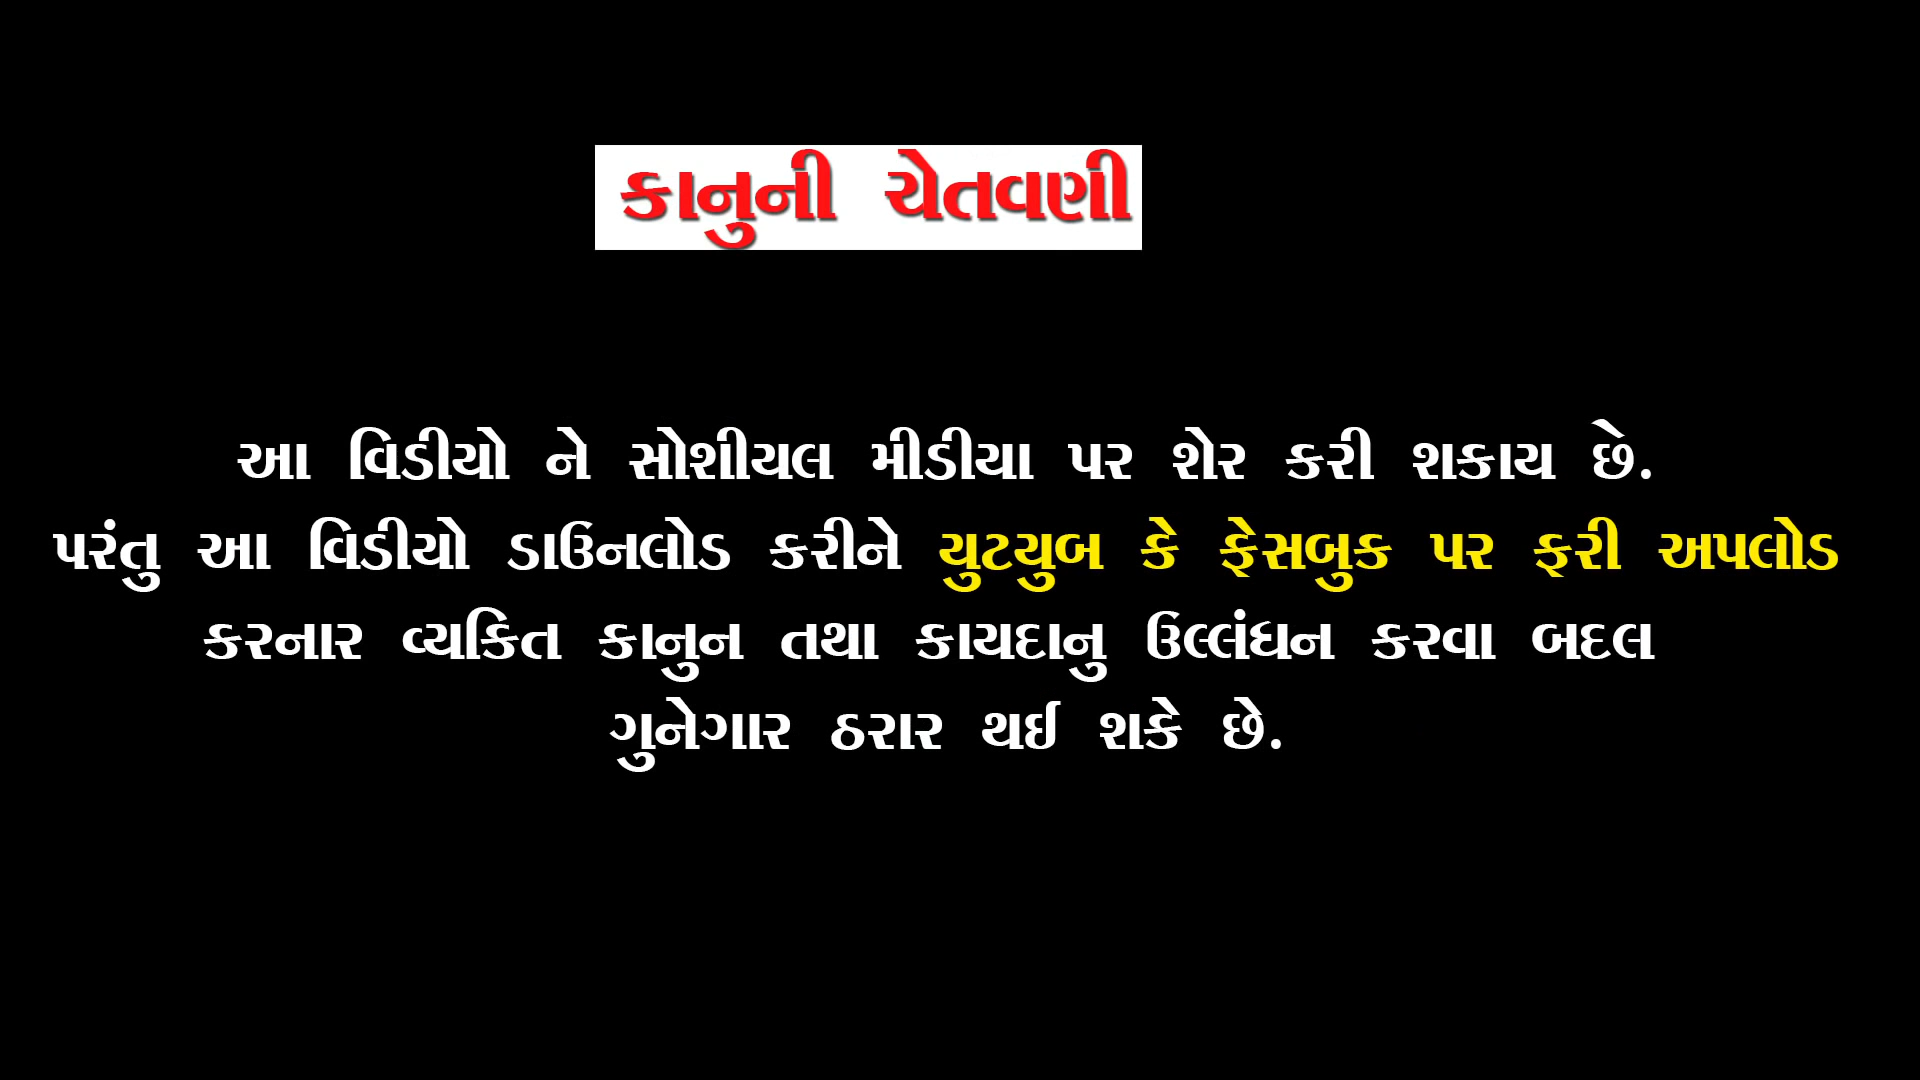 કાનુની ચેતવણી
આ વિડીયો ને સોશીયલ મીડીયા પર શેર કરી શકાય છે.
પરંતુ આ વિડીયો ડાઉનલોડ કરીને યુટયુબ કે ફેસબુક પર ફરી અપલોડ
કરનાર વ્યકિત કાનુન તથા કાયદાનુ ઉલ્લંઘન કરવા બદલ
ગુનેગાર ઠરાર થઈ શકે છે.